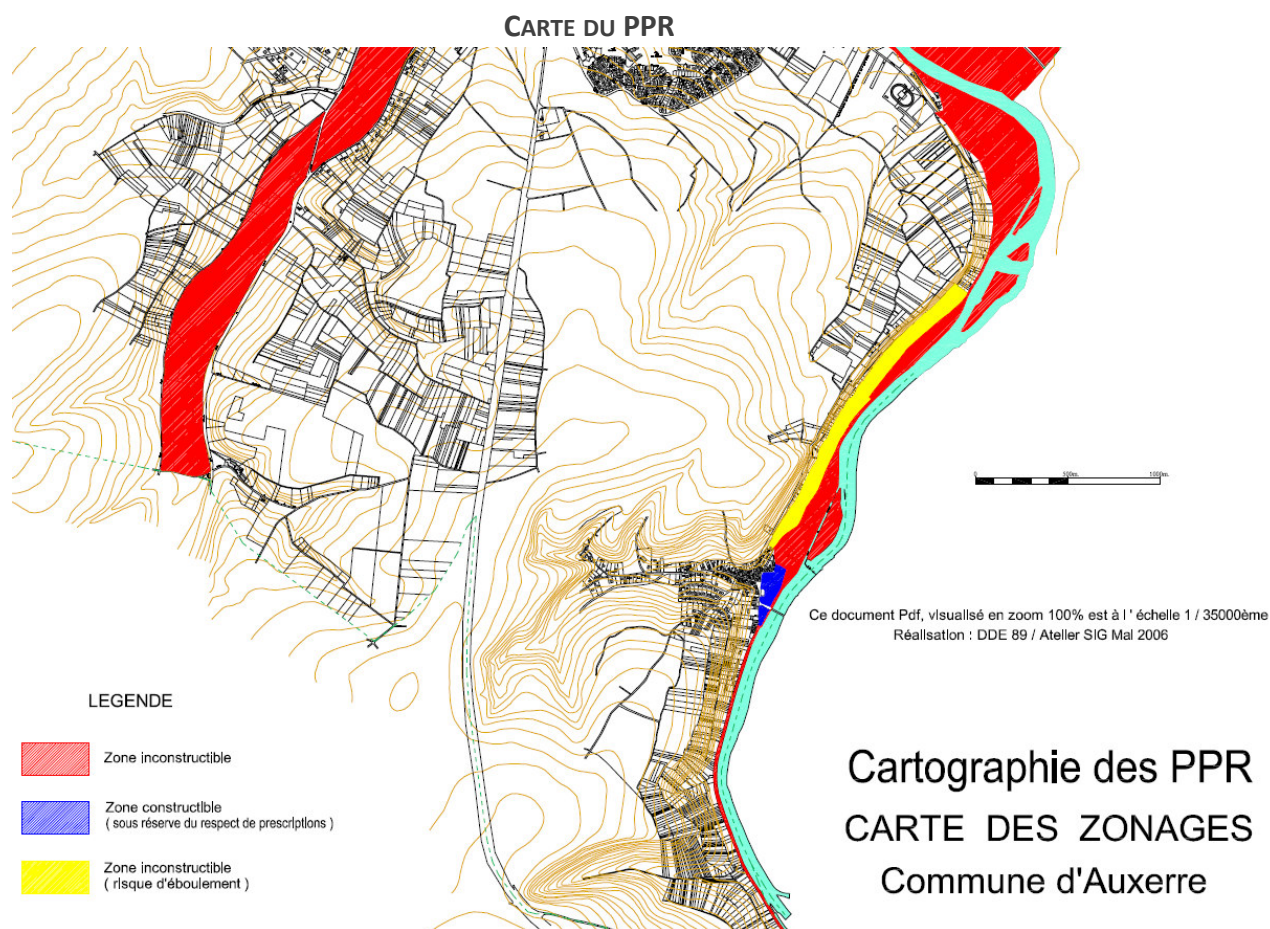 CARTE DU PPR
0 500m. 1000m.
Ce document Pdf, visualisé en zoom 100% est à l ' échelle 1 / 35000ème
Réalisation : DDE 89 / Atelier SIG Mai 2006
LEGENDE
Zone inconstructible
Zone constructible
( sous réserve du respect de prescriptions )
Zone inconstructible
( risque d'éboulement )
Cartographie des PPR
CARTE DES ZONAGES
Commune d'Auxerre